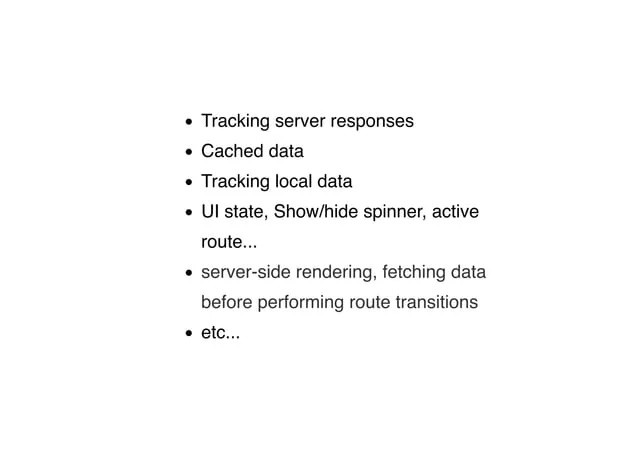 • Tracking server responses
• Cached data
• Tracking local data
• UI state, Show/hide spinner, active
route...
• server-side rendering, fetching data
before performing route transitions
• etc...